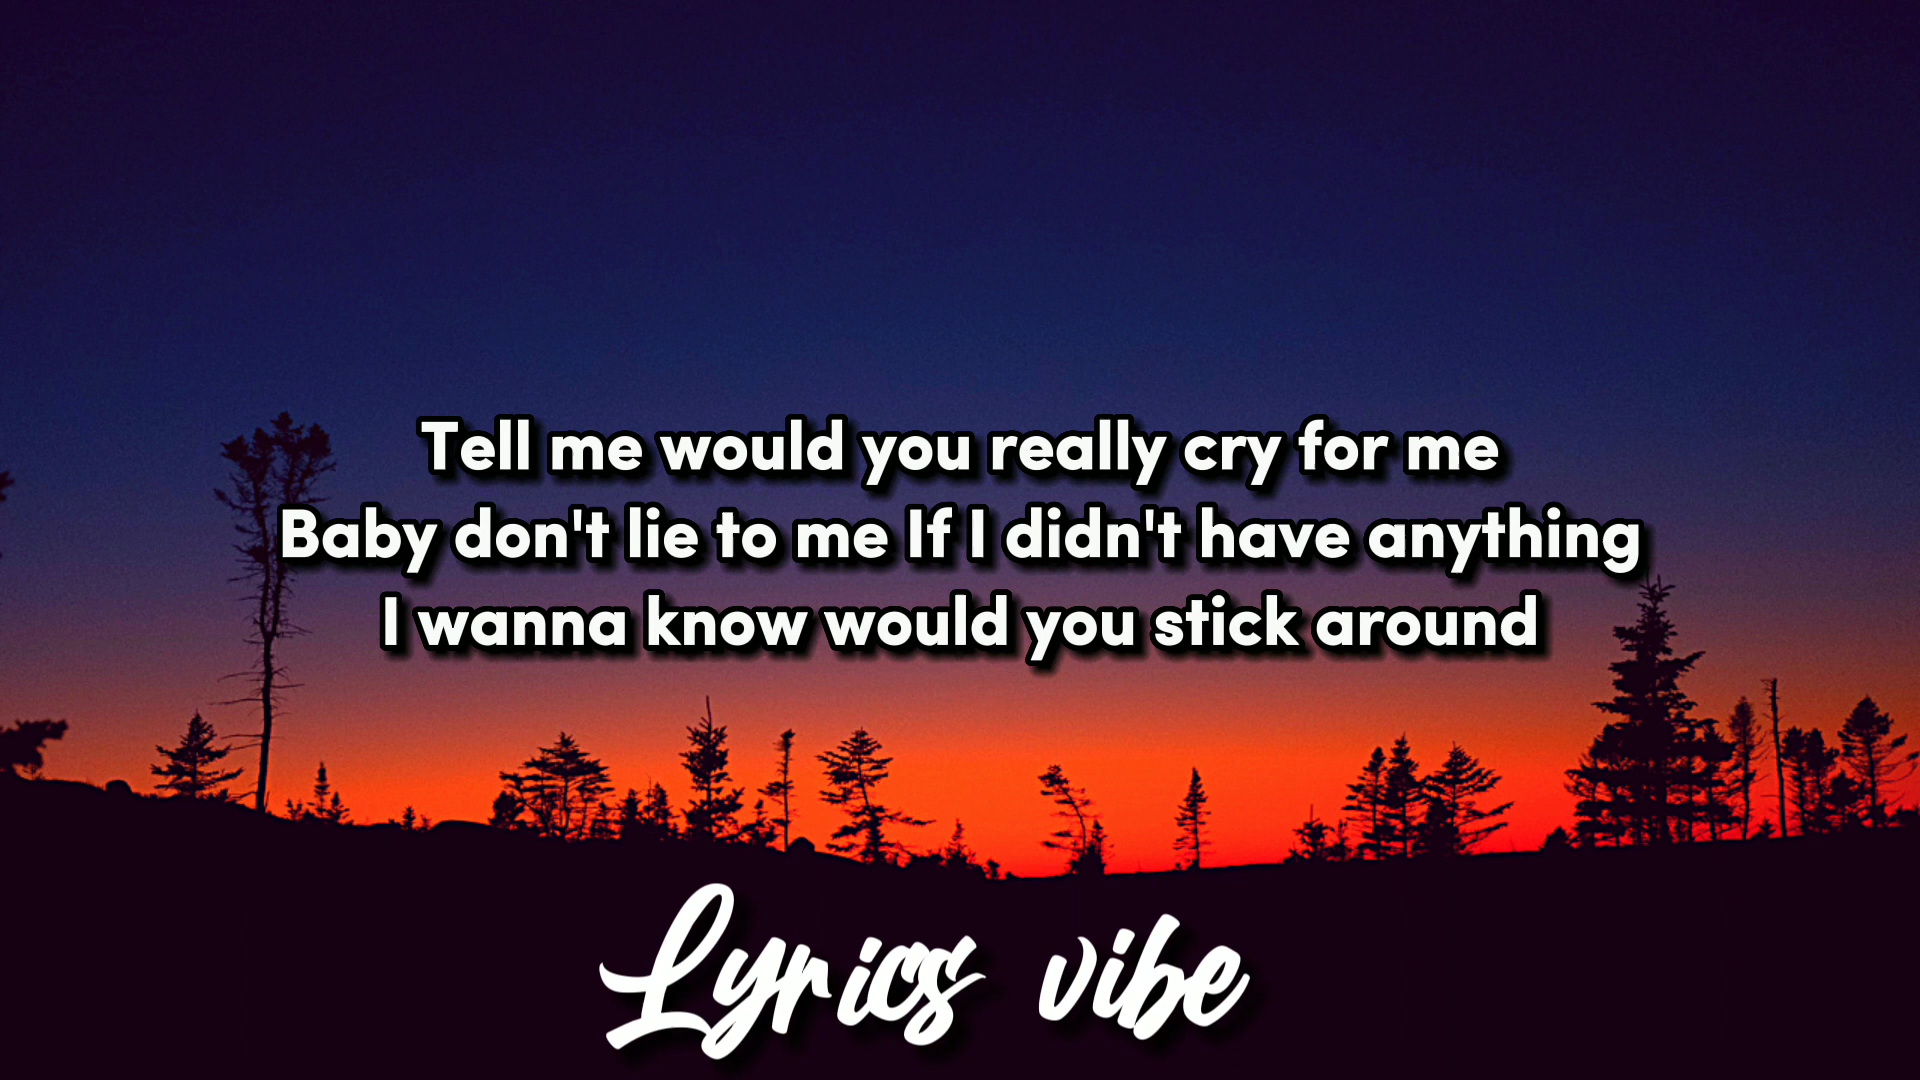 Tell me would you really cry for me
Baby don't lie to me If I didn't have anything
I wanna know would you stick around
Lyrics vibe